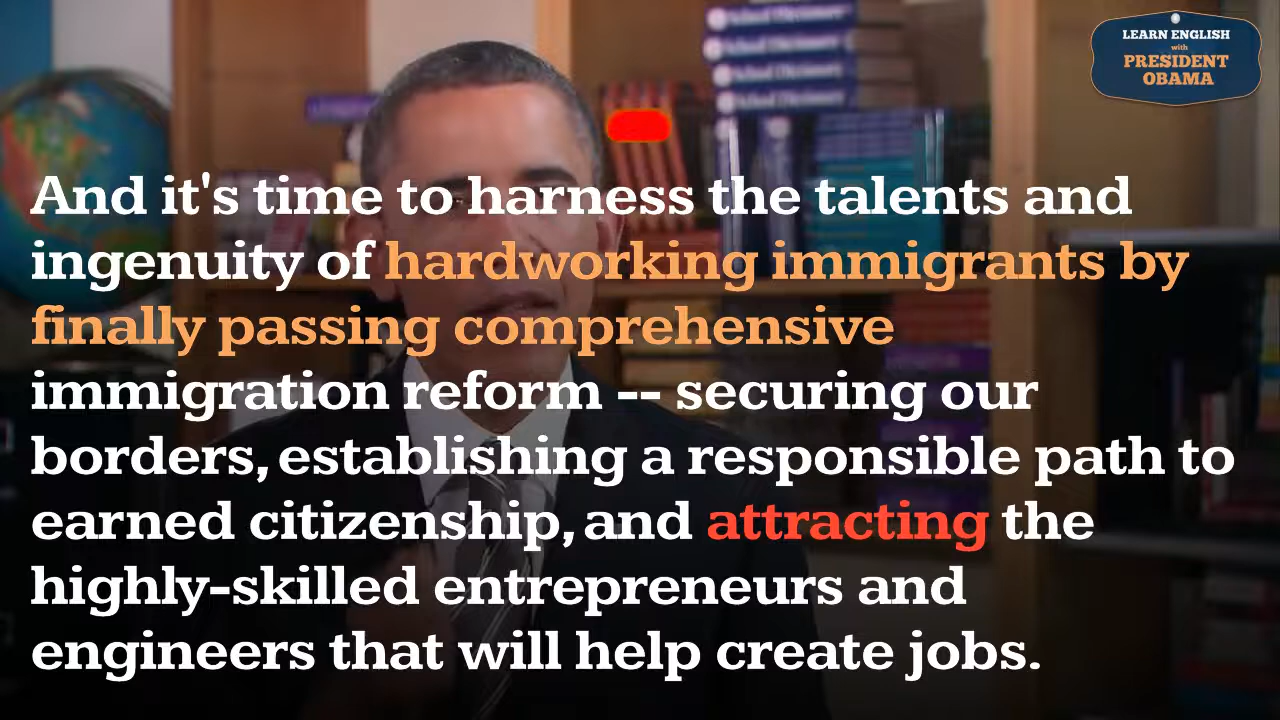 LEARN ENGLISH
with
PRESIDENT
OBAMA
And it's time to harness the talents and
ingenuity of hardworking immigrants by
finally passing comprehensive
immigration reform -- securing our
borders, establishing a responsible path to
earned citizenship, and attracting the
highly-skilled entrepreneurs and
engineers that will help create jobs.